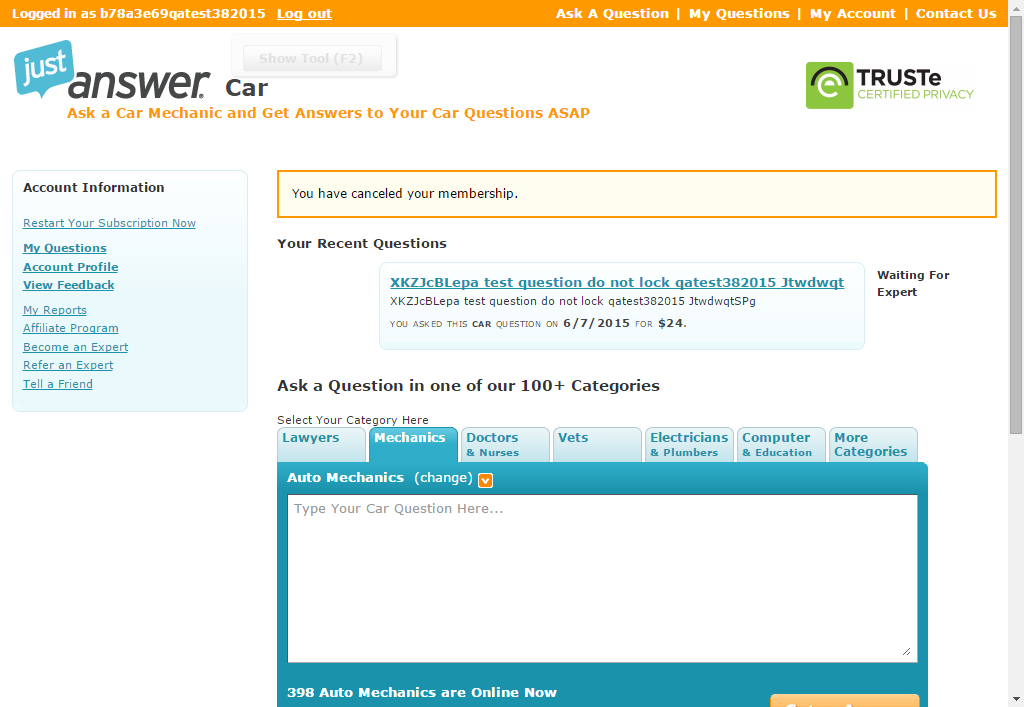 Logged in as b78a3e69qatest382015 Log out
Ask A Question | My Questions | My Account | Contact Us
Show Tool (F2)
just answer. Car
Ask a Car Mechanic and Get Answers to Your Car Questions ASAP
TRUSTe
CERTIFIED PRIVACY
Account Information
Restart Your Subscription Now
My Questions
Account Profile
View Feedback
My Reports
Affiliate Program
Become an Expert
Refer an Expert
Tell a Friend
You have canceled your membership.
Your Recent Questions
XKZJcBLepa test question do not lock qatest382015 Jtwdwqt
XKZJcBLepa test question do not lock qatest382015 JtwdwqtSPg
YOU ASKED THIS CAR QUESTION ON 6/7/2015 FOR $24.
Waiting For
Expert
Ask a Question in one of our 100+ Categories
Select Your Category Here
Lawyers
Mechanics
Doctors
& Nurses
Vets
Electricians
& Plumbers
Computer
& Education
More
Categories
Auto Mechanics (change)
Type Your Car Question Here...
398 Auto Mechanics are Online Now